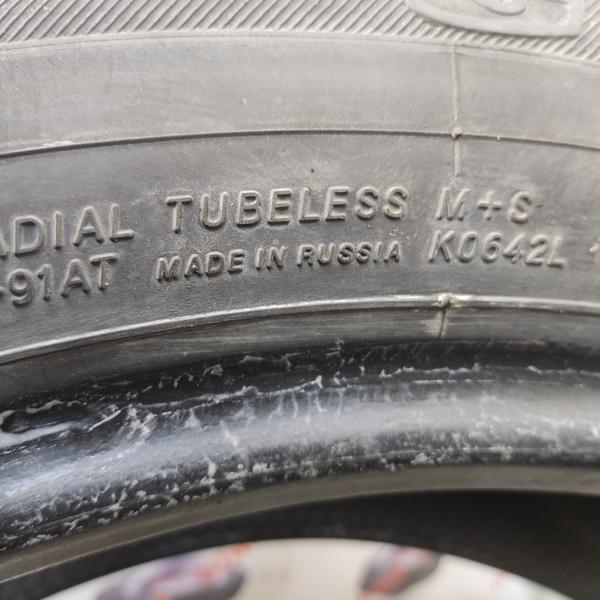 ADIAL TUBELESS M+S
-91AT MADE IN RUSSIA K0642L